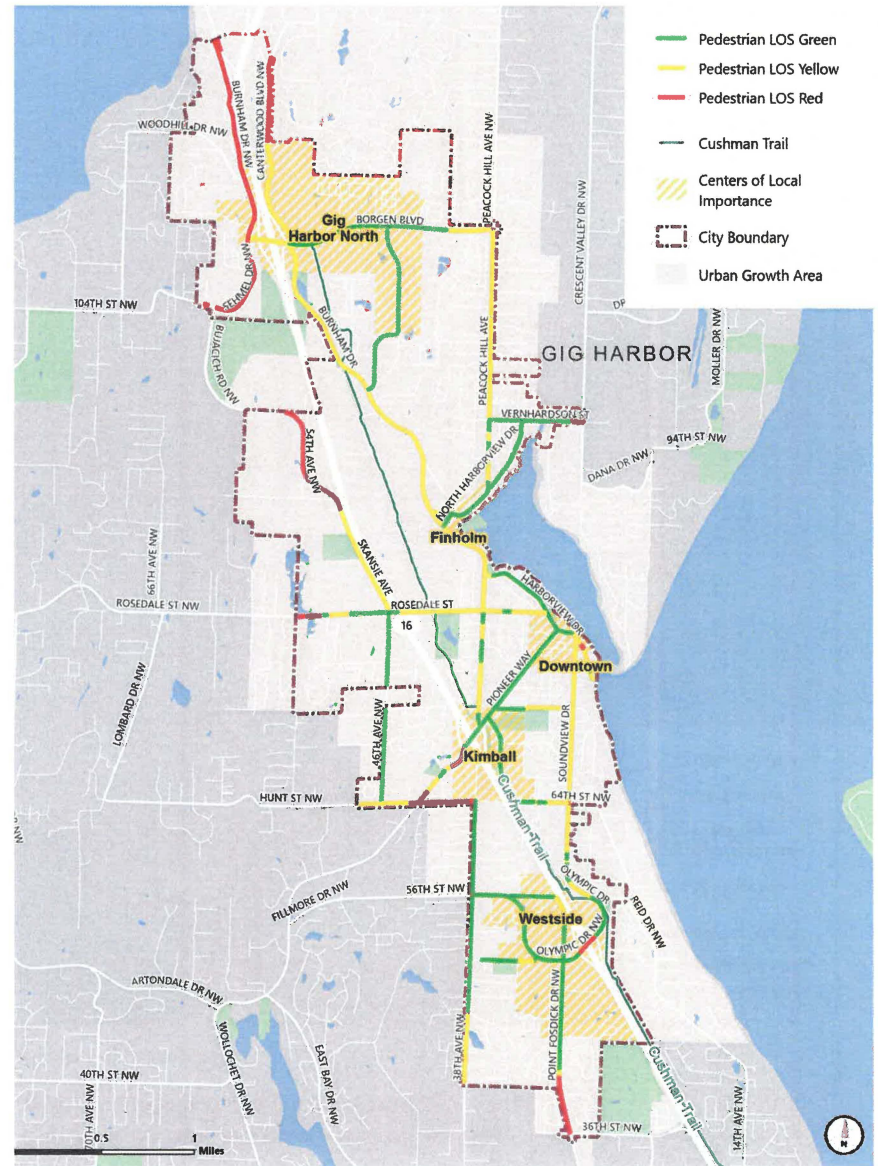 Pedestrian LOS Green
Pedestrian LOS Yellow
Pedestrian LOS Red
Cushman Trail
Centers of Local
Importance
City Boundary
Urban Growth Area
BURNHAM DR NW
CANTERWOOD BLVD NW
WOODHILL DR NW
PEACOCK HILL AVE NW
CRESCENT VALLEY DR NW
Gig
Harbor North
BORGEN BLVD
SEHMEL DR NW
104TH ST NW
BUJACICH RD NW
BURNHAM DR
PEACOCK HILL AVE
GIG HARBOR
MOLLER DR NW
VERNHARDSON ST
94TH ST NW
DANA DR NW
NORTH HARBORVIEW DR
54TH AVE NW
Finholm
SKANSIE AVE
66TH AVE NW
ROSEDALE ST NW
ROSEDALE ST
16
HARBORVIEW DR
Downtown
PIONEER WAY
LOMBARD DR NW
46TH AVE NW
SOUNDVIEW DR
Kimball
HUNT ST NW
64TH ST NW
Cushman-Trail
56TH ST NW
FILLMORE DR NW
OLYMPIC DR
REID DR NW
Westside
OLYMPIC DR NW
ARTONDALE DR NW
POINT FOSDICK DR NW
WOLLOCHET DR NW
EAST BAY DR NW
38TH AVE NW
40TH ST NW
70TH AVE NW
36TH ST NW
Cushman-Trail
14TH AVE NW
0.5
1
Miles
N